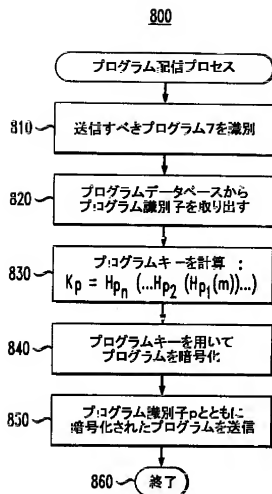 800
プログラム配信プロセス
810
送信すべきプログラム7を識別
820
プログラムデータベースから
プログラム識別子を取り出す
830
プログラムキーを計算 :
Kp = Hpn (...Hp2 (Hp1(m))...)
840
プログラムキーを用いて
プログラムを暗号化
850
プログラム識別子pとともに
暗号化されたプログラムを送信
860
終了